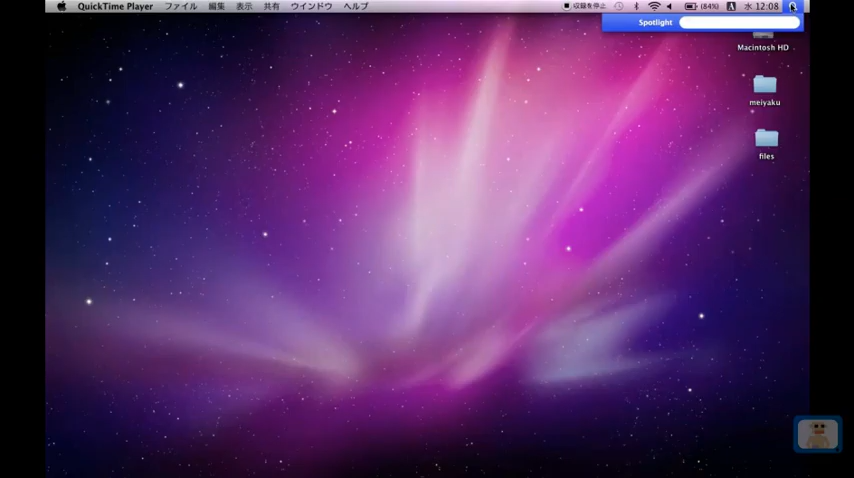 QuickTime Player ファイル 編集 表示 共有 ウインドウ ヘルプ 収録を停止 (84%) A 水 12:08
Spotlight
Macintosh HD
meiyaku
files